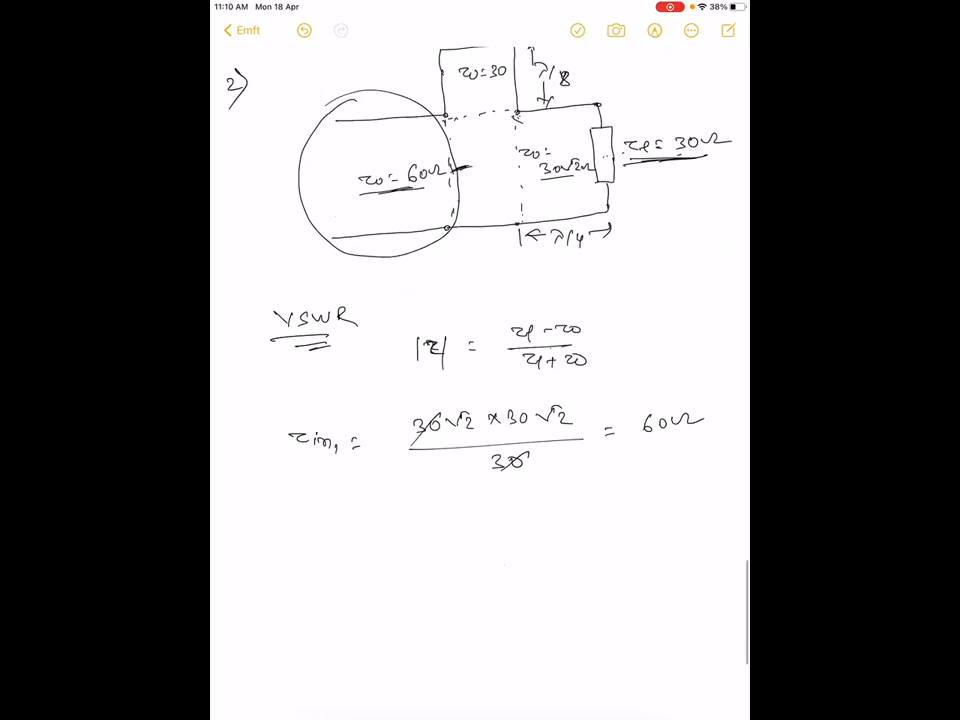 11:10 AM Mon 18 Apr 38%
Emft
2)
z0=30
λ/8
z0=60Ω
z0=
30√2Ω
zl=30Ω
λ/4
VSWR
|τ| = zl-z0 / zl+z0
zin1 = 30√2 × 30√2 / 30 = 60Ω